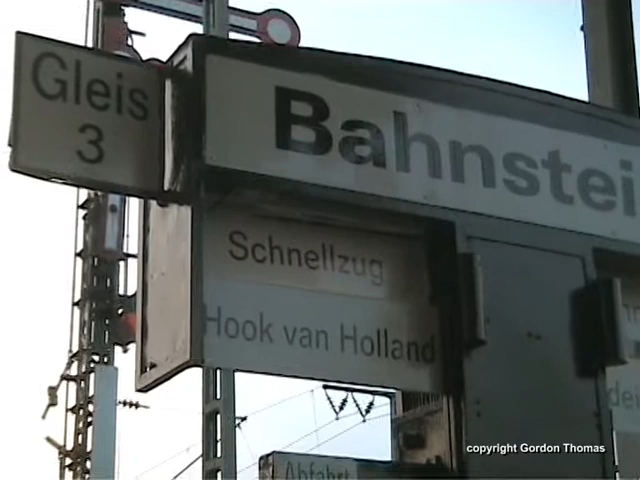 Gleis
3
Bahnstei
Schnellzug
Hook van Holland
Abfahrt
copyright Gordon Thomas